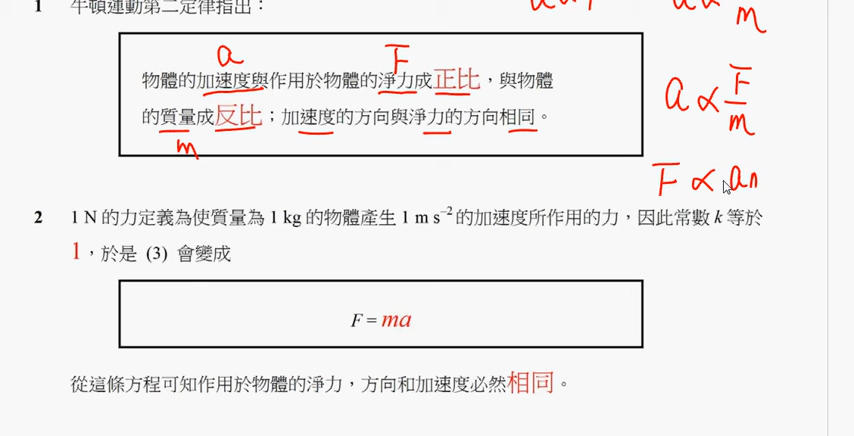 1 牛頓運動第二定律指出：
m
a F
物體的加速度與作用於物體的淨力成正比，與物體
的質量成反比；加速度的方向與淨力的方向相同。
m
a ∝ F/m
F ∝ am
2 1 N 的力定義為使質量為 1 kg 的物體產生 1 m s⁻² 的加速度所作用的力，因此常數 k 等於
1，於是 (3) 會變成
F = ma
從這條方程可知作用於物體的淨力，方向和加速度必然相同。